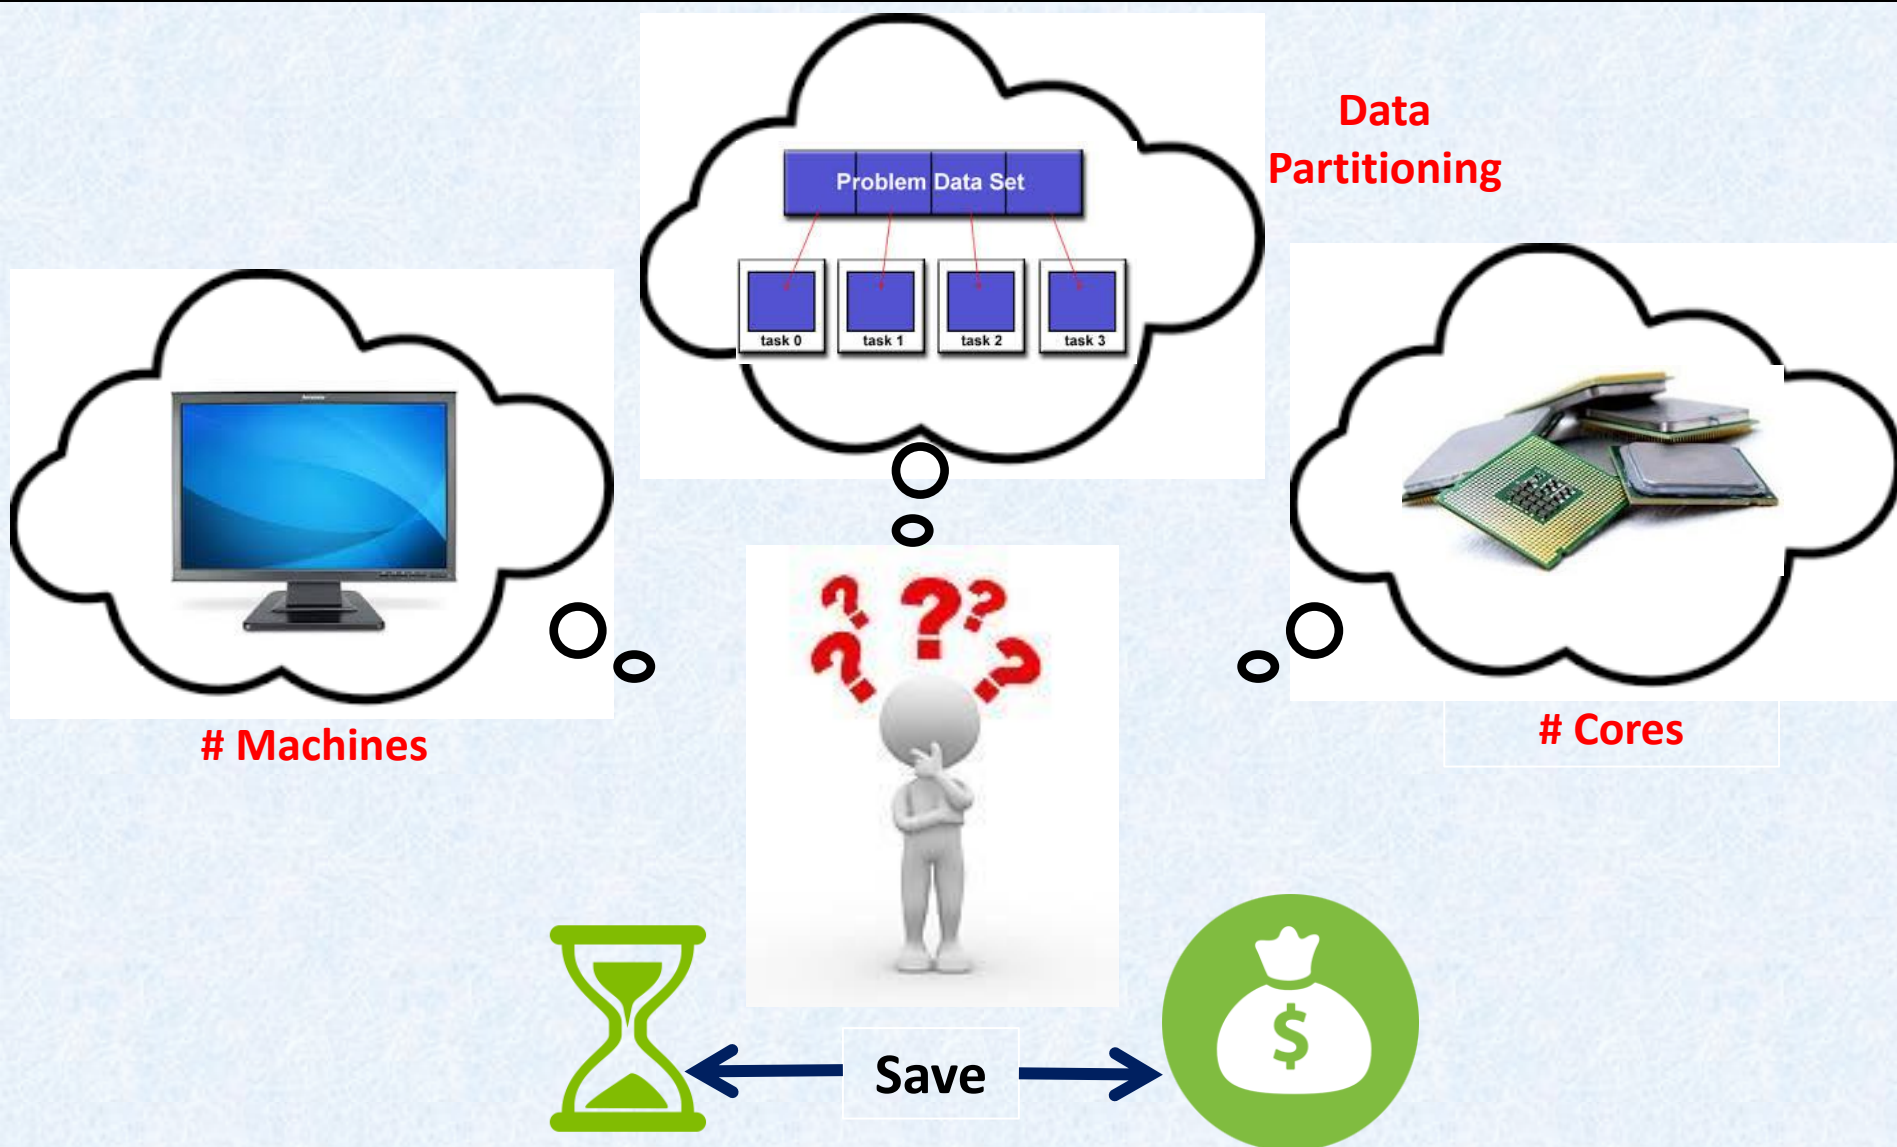 Data
Partitioning
Problem Data Set
task 0
task 1
task 2
task 3
# Machines
# Cores
? ? ? ? ?
Save
$